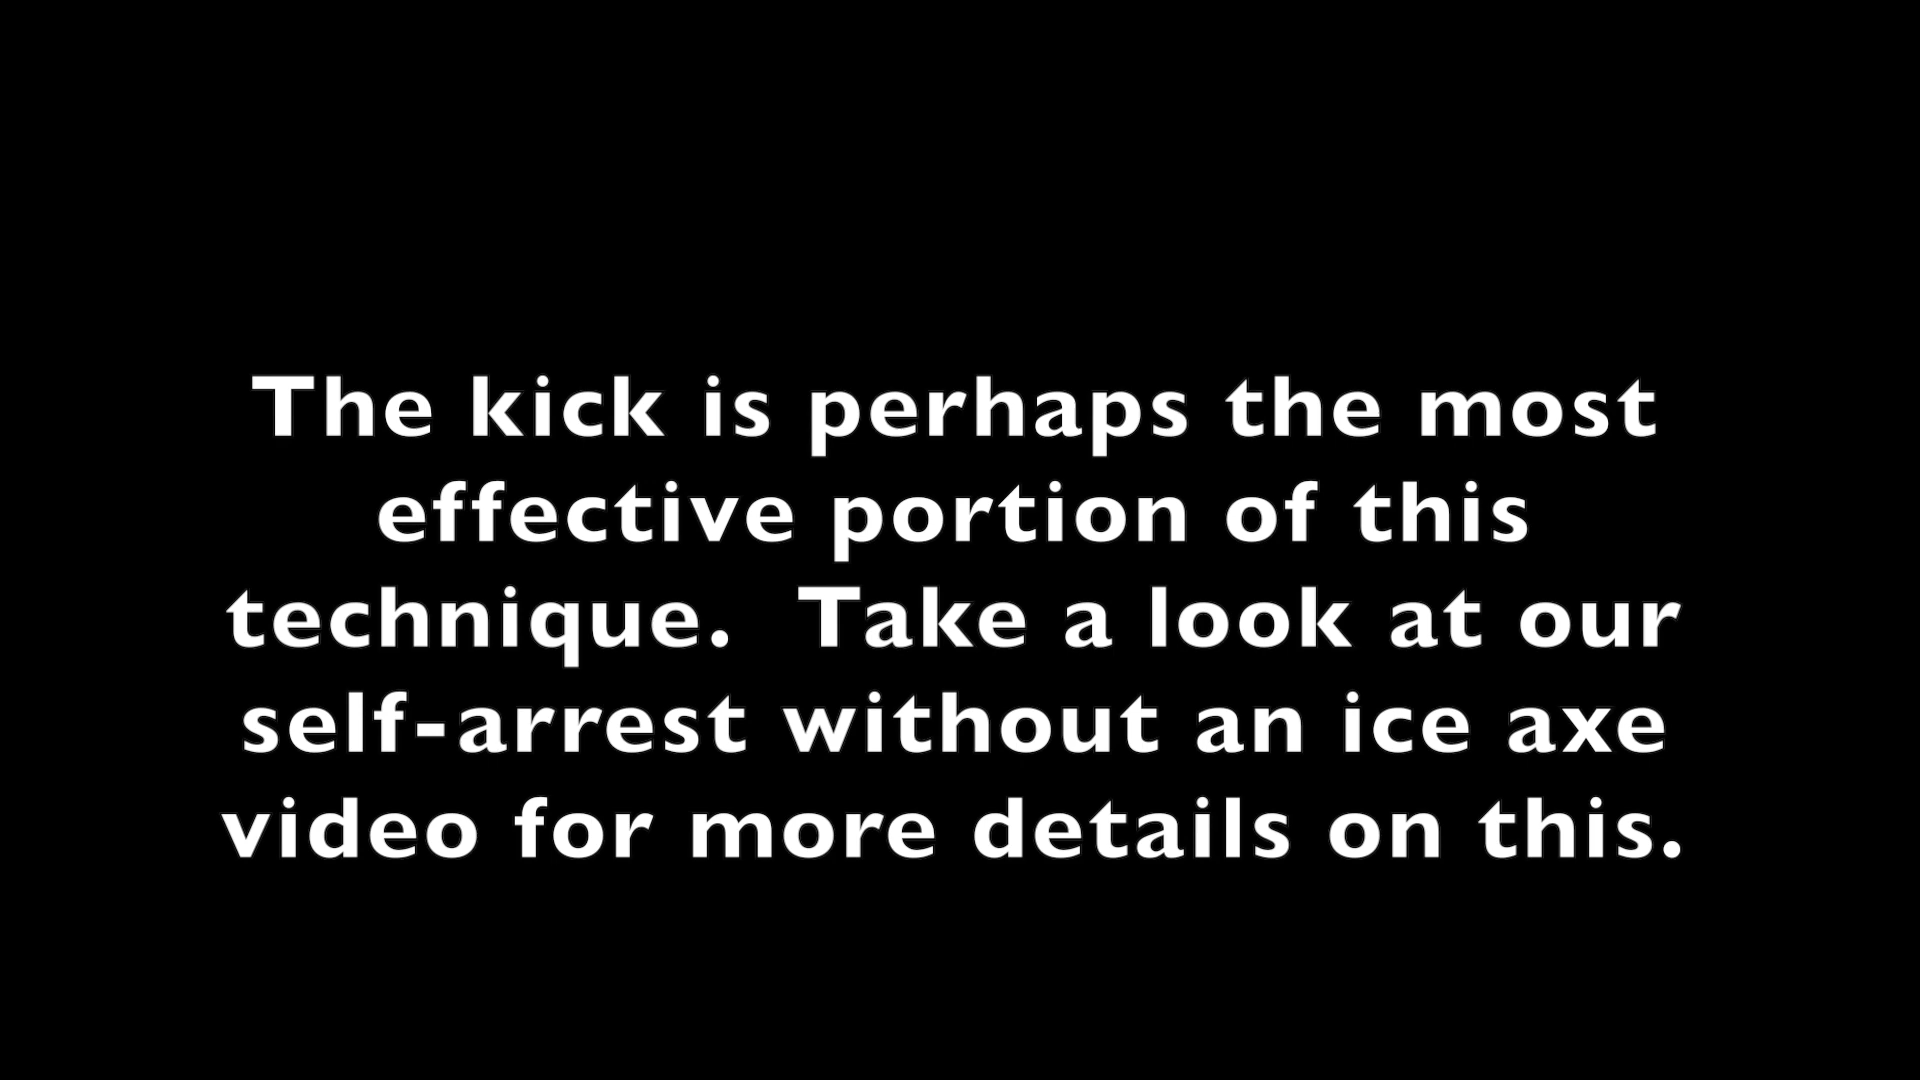 The kick is perhaps the most
effective portion of this
technique.  Take a look at our
self-arrest without an ice axe
video for more details on this.